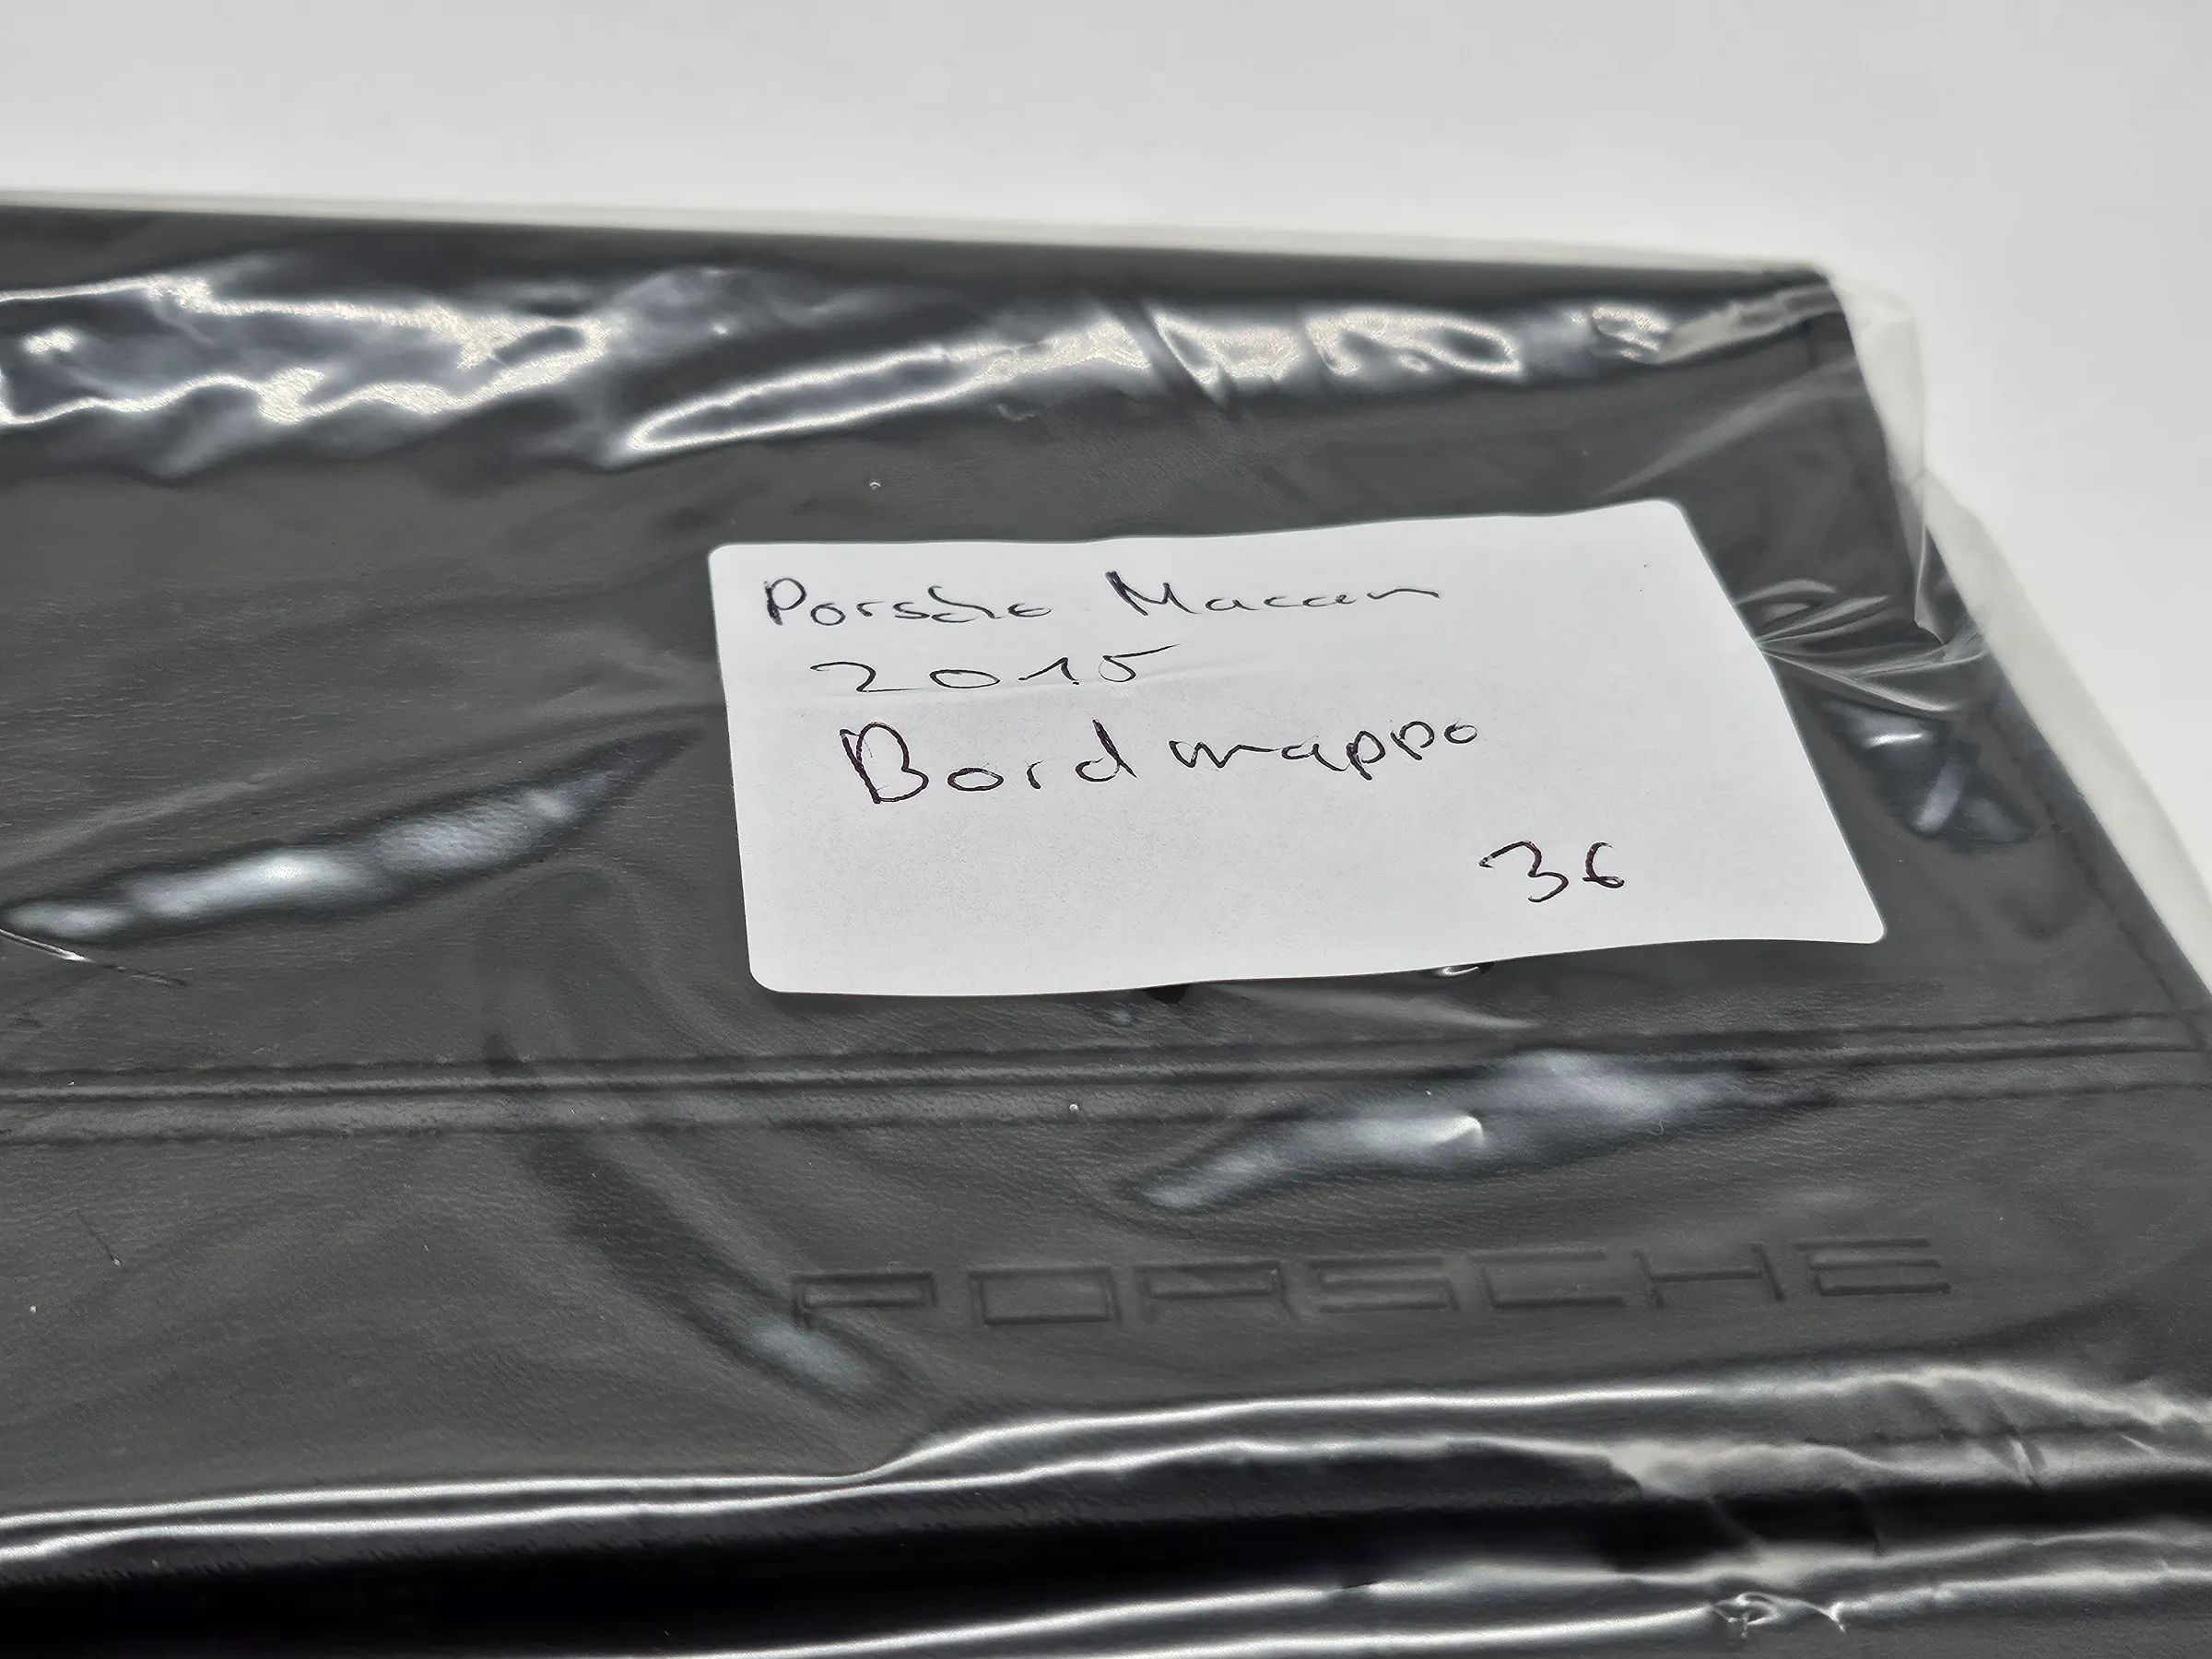 Porsche Macan
2015
Bordmappe
36
PORSCHE